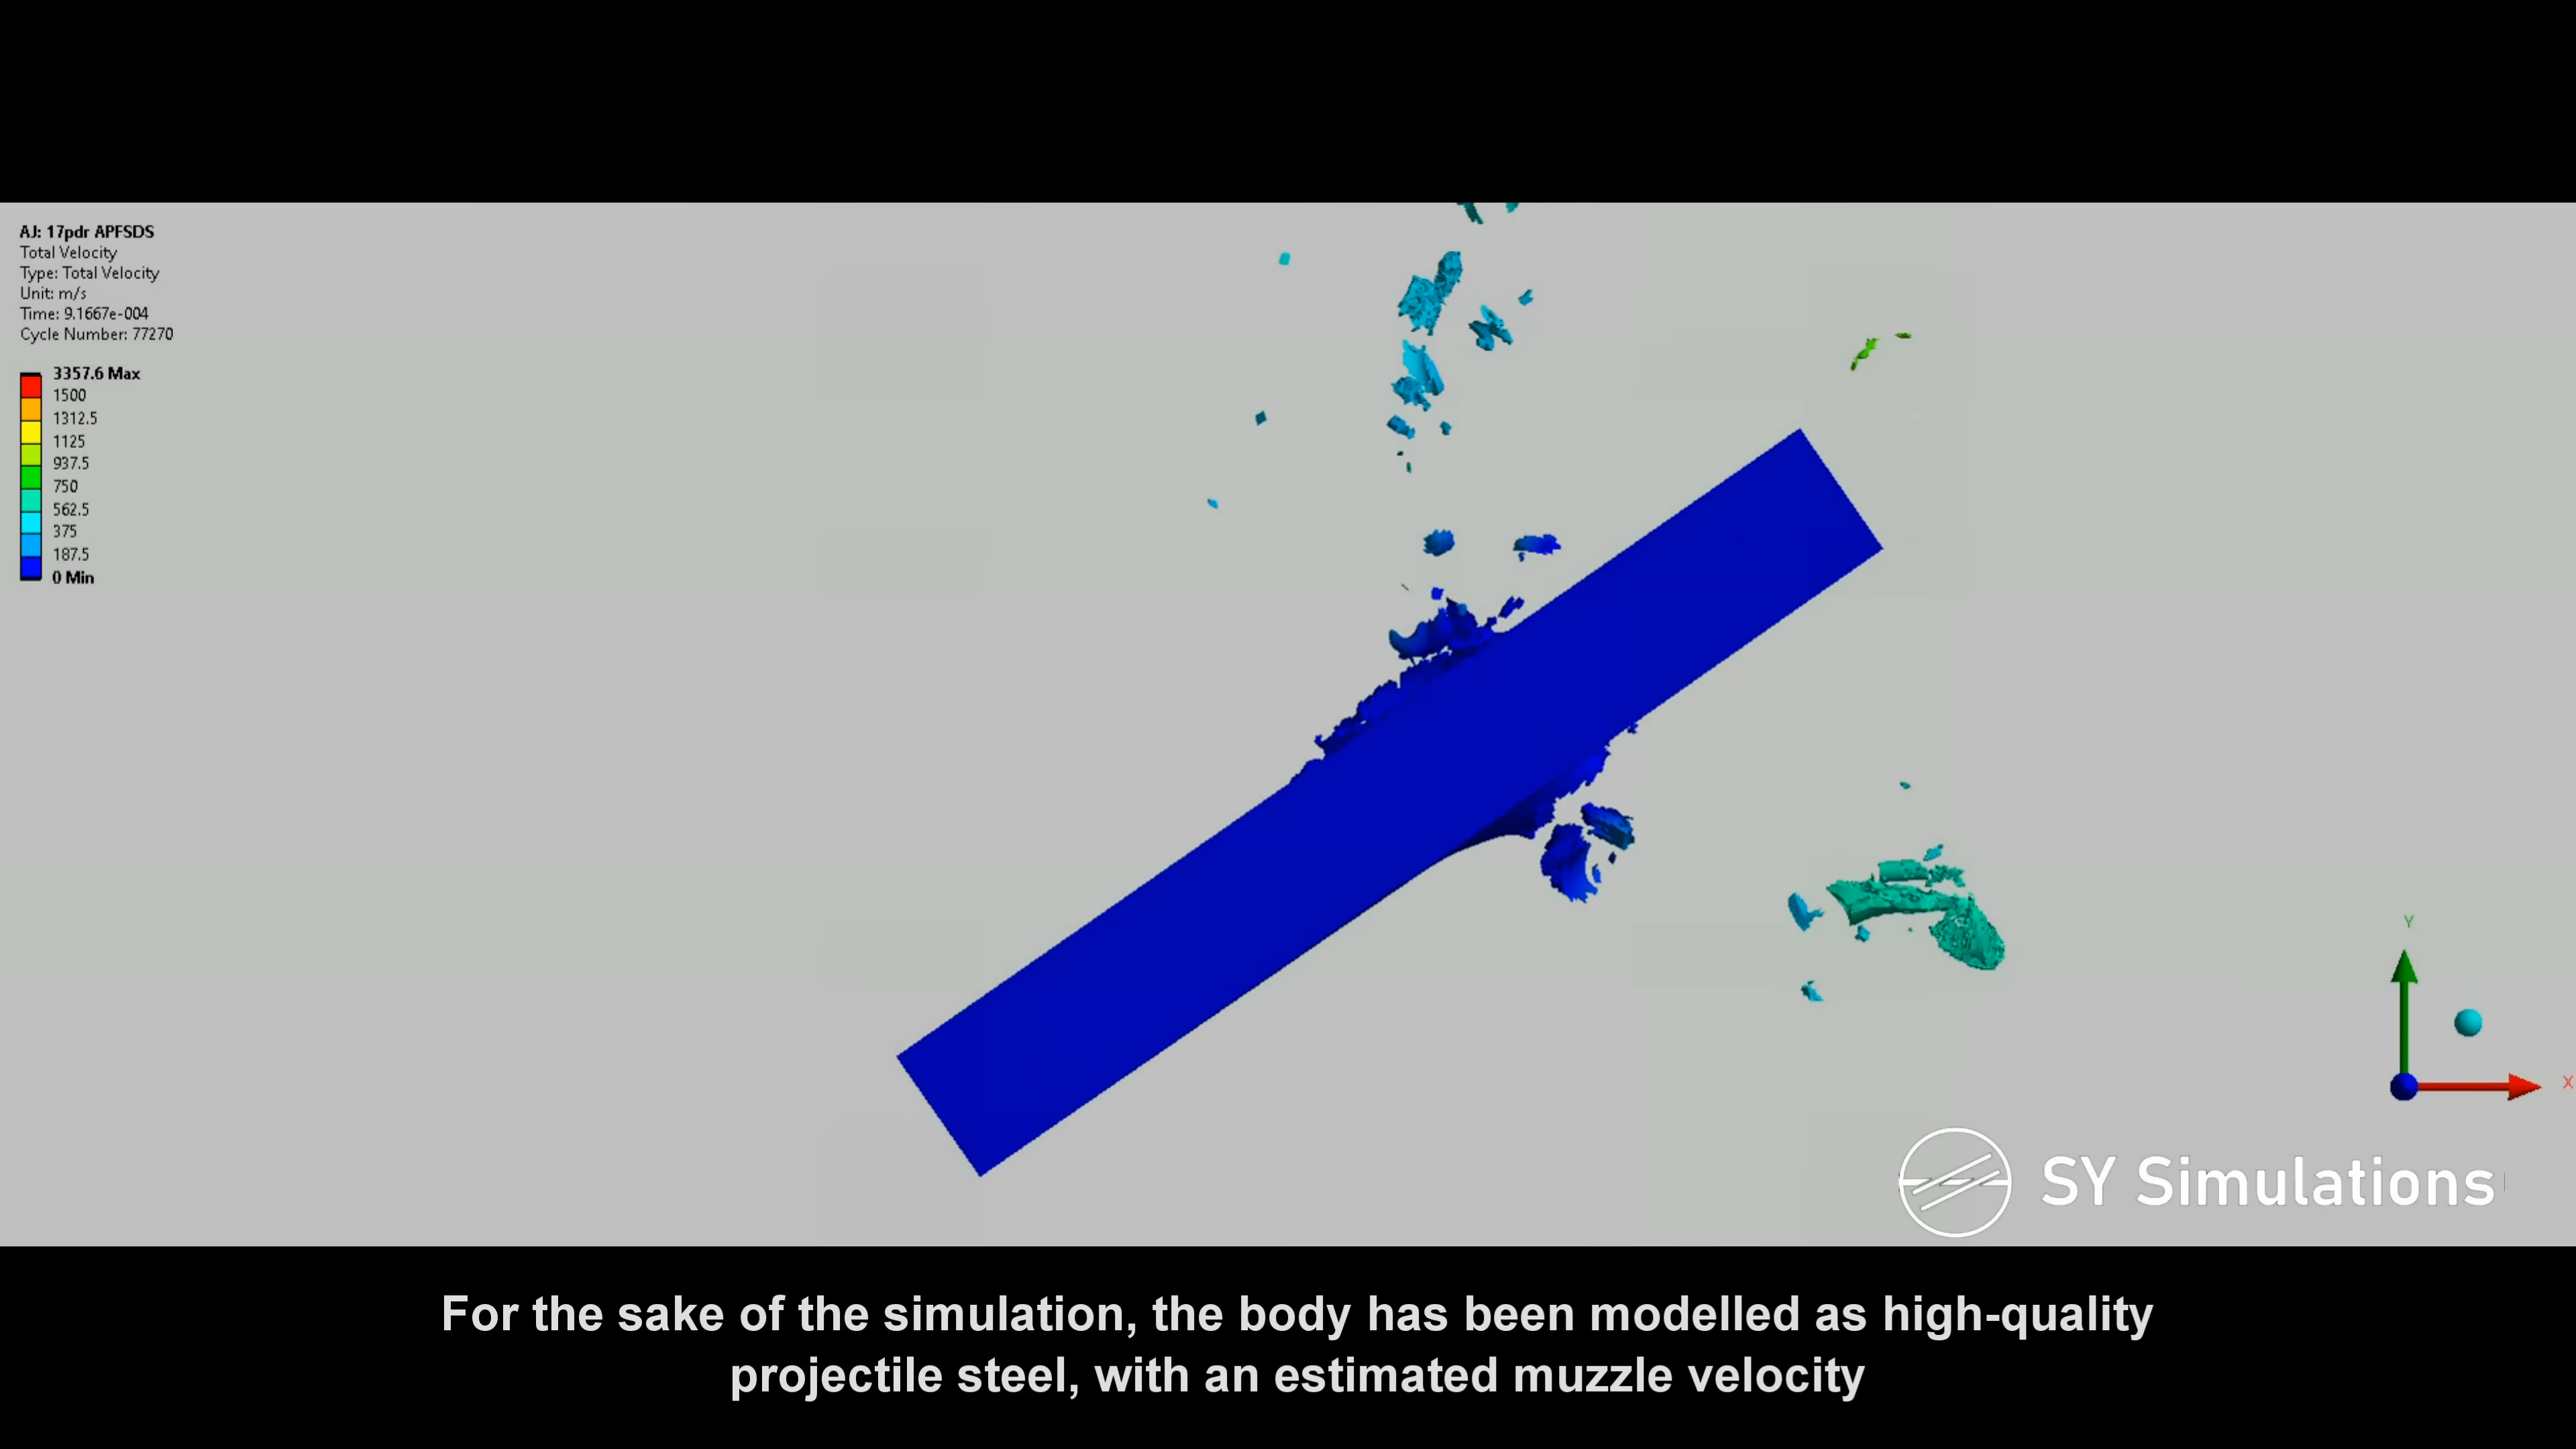 AJ: 17pdr APFSDS
Total Velocity
Type: Total Velocity
Unit: m/s
Time: 9.1667e-004
Cycle Number: 77270
3357.6 Max
1500
1312.5
1125
937.5
750
562.5
375
187.5
0 Min
Y
X
SY Simulations
For the sake of the simulation, the body has been modelled as high-quality
projectile steel, with an estimated muzzle velocity